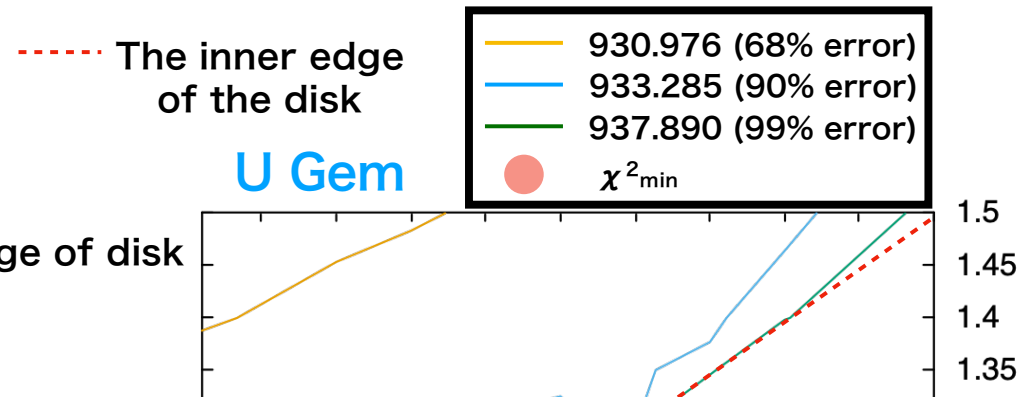 The inner edge
of the disk
930.976 (68% error)
933.285 (90% error)
937.890 (99% error)
χ²min
U Gem
ge of disk
1.5
1.45
1.4
1.35